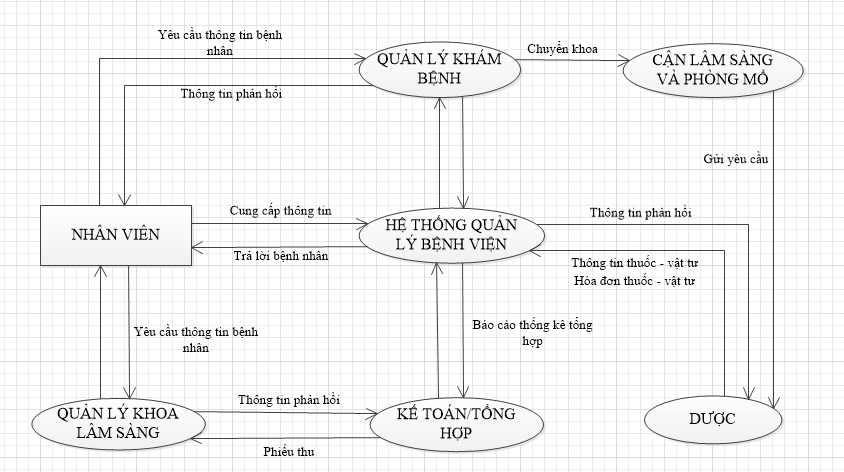 Yêu cầu thông tin bệnh
nhân
QUẢN LÝ KHÁM
BỆNH
Chuyển khoa
CẬN LÂM SÀNG
VÀ PHÒNG MỔ
Thông tin phản hồi
Gửi yêu cầu
NHÂN VIÊN
Cung cấp thông tin
HỆ THỐNG QUẢN
LÝ BỆNH VIỆN
Thông tin phản hồi
Trả lời bệnh nhân
Thông tin thuốc - vật tư
Hóa đơn thuốc - vật tư
Yêu cầu thông tin bệnh
nhân
Báo cáo thống kê tổng
hợp
QUẢN LÝ KHOA
LÂM SÀNG
Thông tin phản hồi
KẾ TOÁN/TỔNG
HỢP
DƯỢC
Phiếu thu